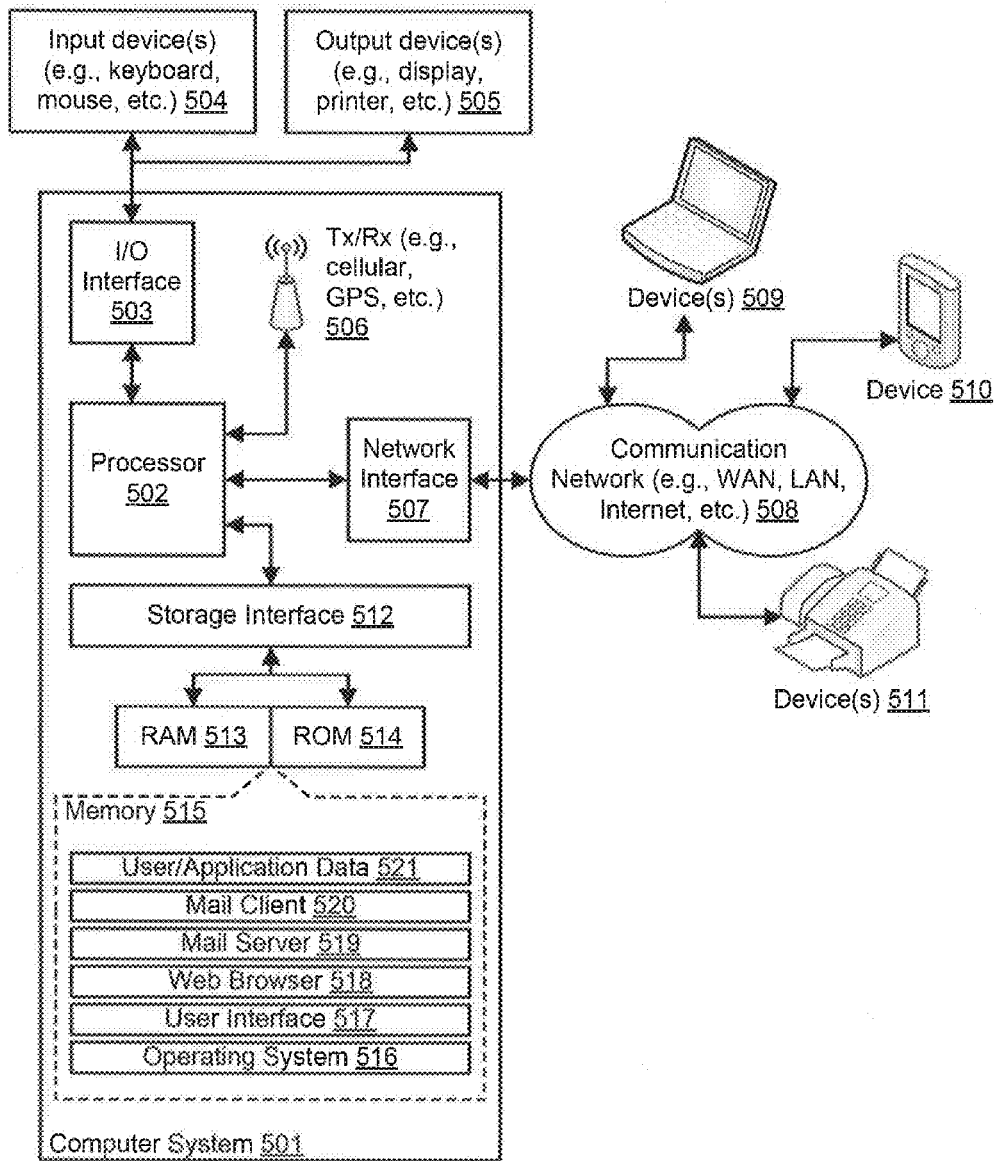 Input device(s)
(e.g., keyboard,
mouse, etc.) 504
Output device(s)
(e.g., display,
printer, etc.) 505
I/O
Interface
503
Tx/Rx (e.g.,
cellular,
GPS, etc.)
506
Device(s) 509
Device 510
Processor
502
Network
Interface
507
Communication
Network (e.g., WAN, LAN,
Internet, etc.) 508
Storage Interface 512
Device(s) 511
RAM 513
ROM 514
Memory 515
User/Application Data 521
Mail Client 520
Mail Server 519
Web Browser 518
User Interface 517
Operating System 516
Computer System 501